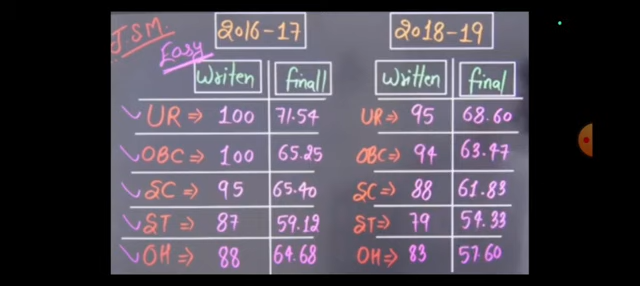 JSM.
Easy
2016-17 2018-19
Writen finall Written final
UR⇒ 100 71.54 UR⇒ 95 68.60
OBC⇒ 100 65.25 OBC⇒ 94 63.47
SC⇒ 95 65.40 SC⇒ 88 61.83
ST⇒ 87 59.12 ST⇒ 79 54.33
OH⇒ 88 64.68 OH⇒ 83 57.60